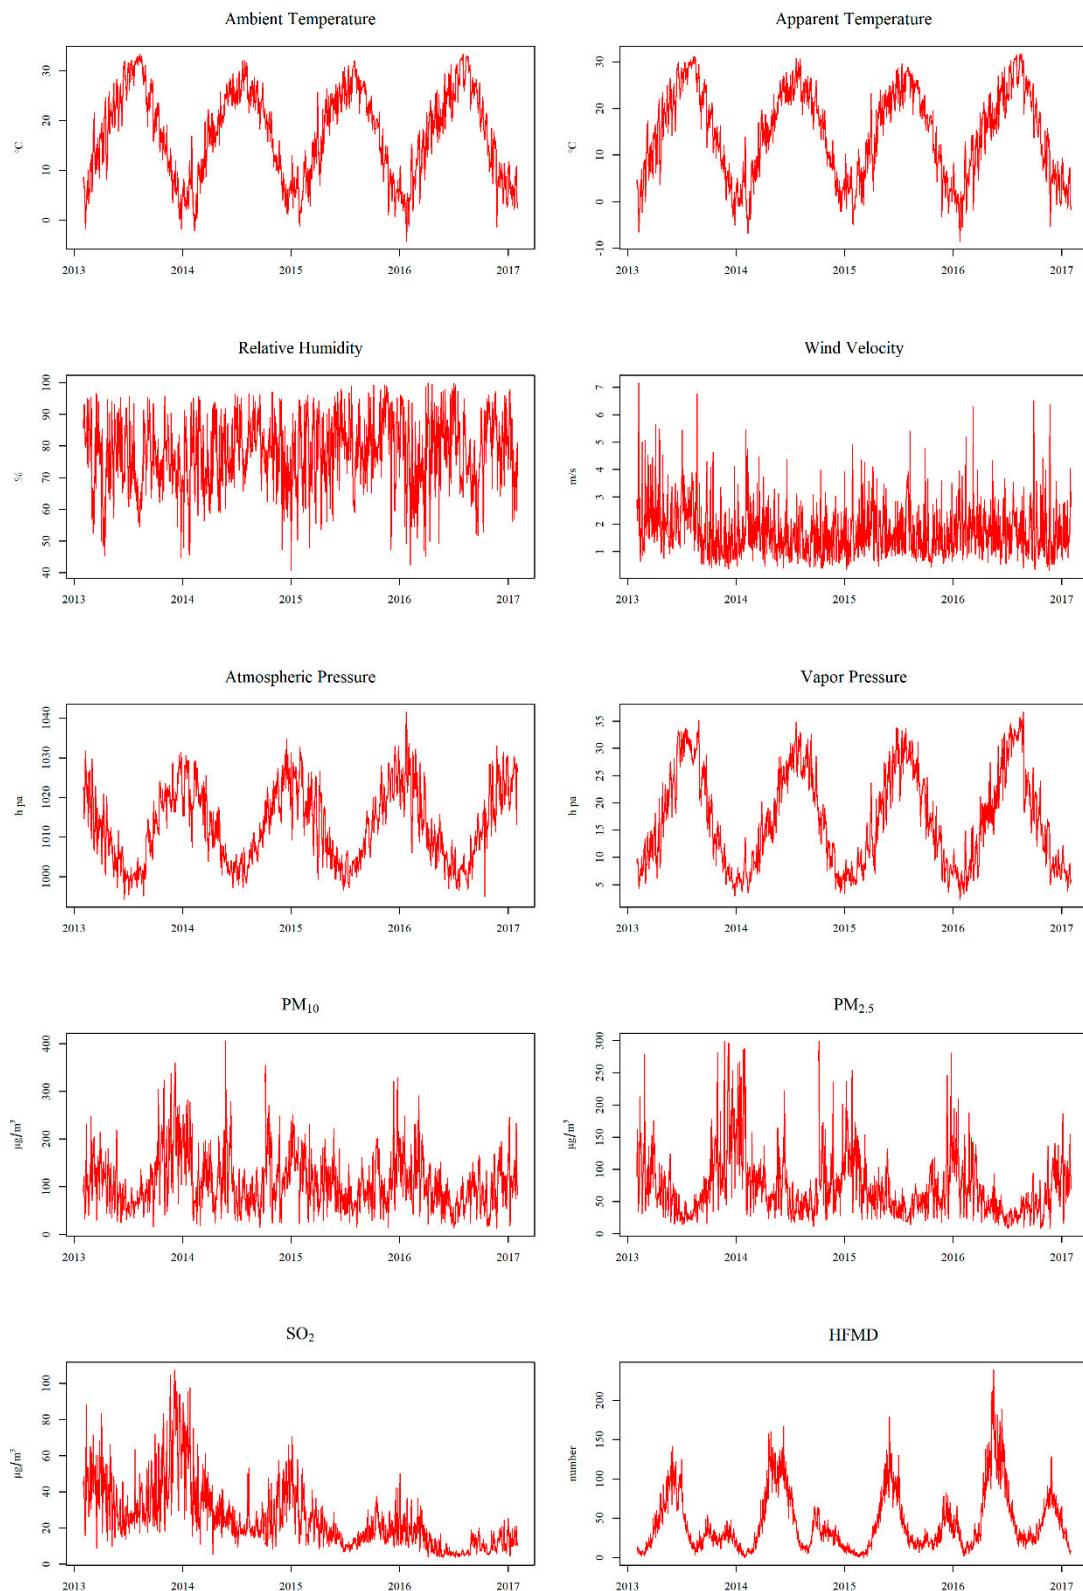 Ambient Temperature
°C
30
20
10
0
2013 2014 2015 2016 2017
Apparent Temperature
°C
30
20
10
0
-10
2013 2014 2015 2016 2017
Relative Humidity
%
100
90
80
70
60
50
40
2013 2014 2015 2016 2017
Wind Velocity
m/s
7
6
5
4
3
2
1
2013 2014 2015 2016 2017
Atmospheric Pressure
h pa
1040
1030
1020
1010
1000
2013 2014 2015 2016 2017
Vapor Pressure
h pa
35
30
25
20
15
10
5
2013 2014 2015 2016 2017
PM₁₀
µg/m³
400
300
200
100
0
2013 2014 2015 2016 2017
PM₂.₅
µg/m³
300
250
200
150
100
50
0
2013 2014 2015 2016 2017
SO₂
µg/m³
100
80
60
40
20
0
2013 2014 2015 2016 2017
HFMD
number
200
150
100
50
0
2013 2014 2015 2016 2017